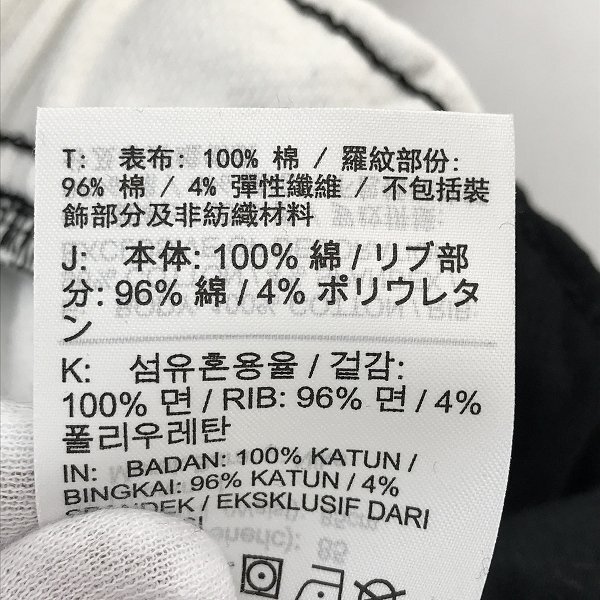 T: 表布: 100% 棉 / 羅紋部份:
96% 棉 / 4% 彈性纖維 / 不包括裝
飾部分及非紡織材料
J: 本体: 100% 綿 / リブ部
分: 96% 綿 / 4% ポリウレタ
ン
K: 섬유혼용율 / 겉감:
100% 면 / RIB: 96% 면 / 4%
폴리우레탄
IN: BADAN: 100% KATUN /
BINGKAI: 96% KATUN / 4%
/ EKSKLUSIF DARI